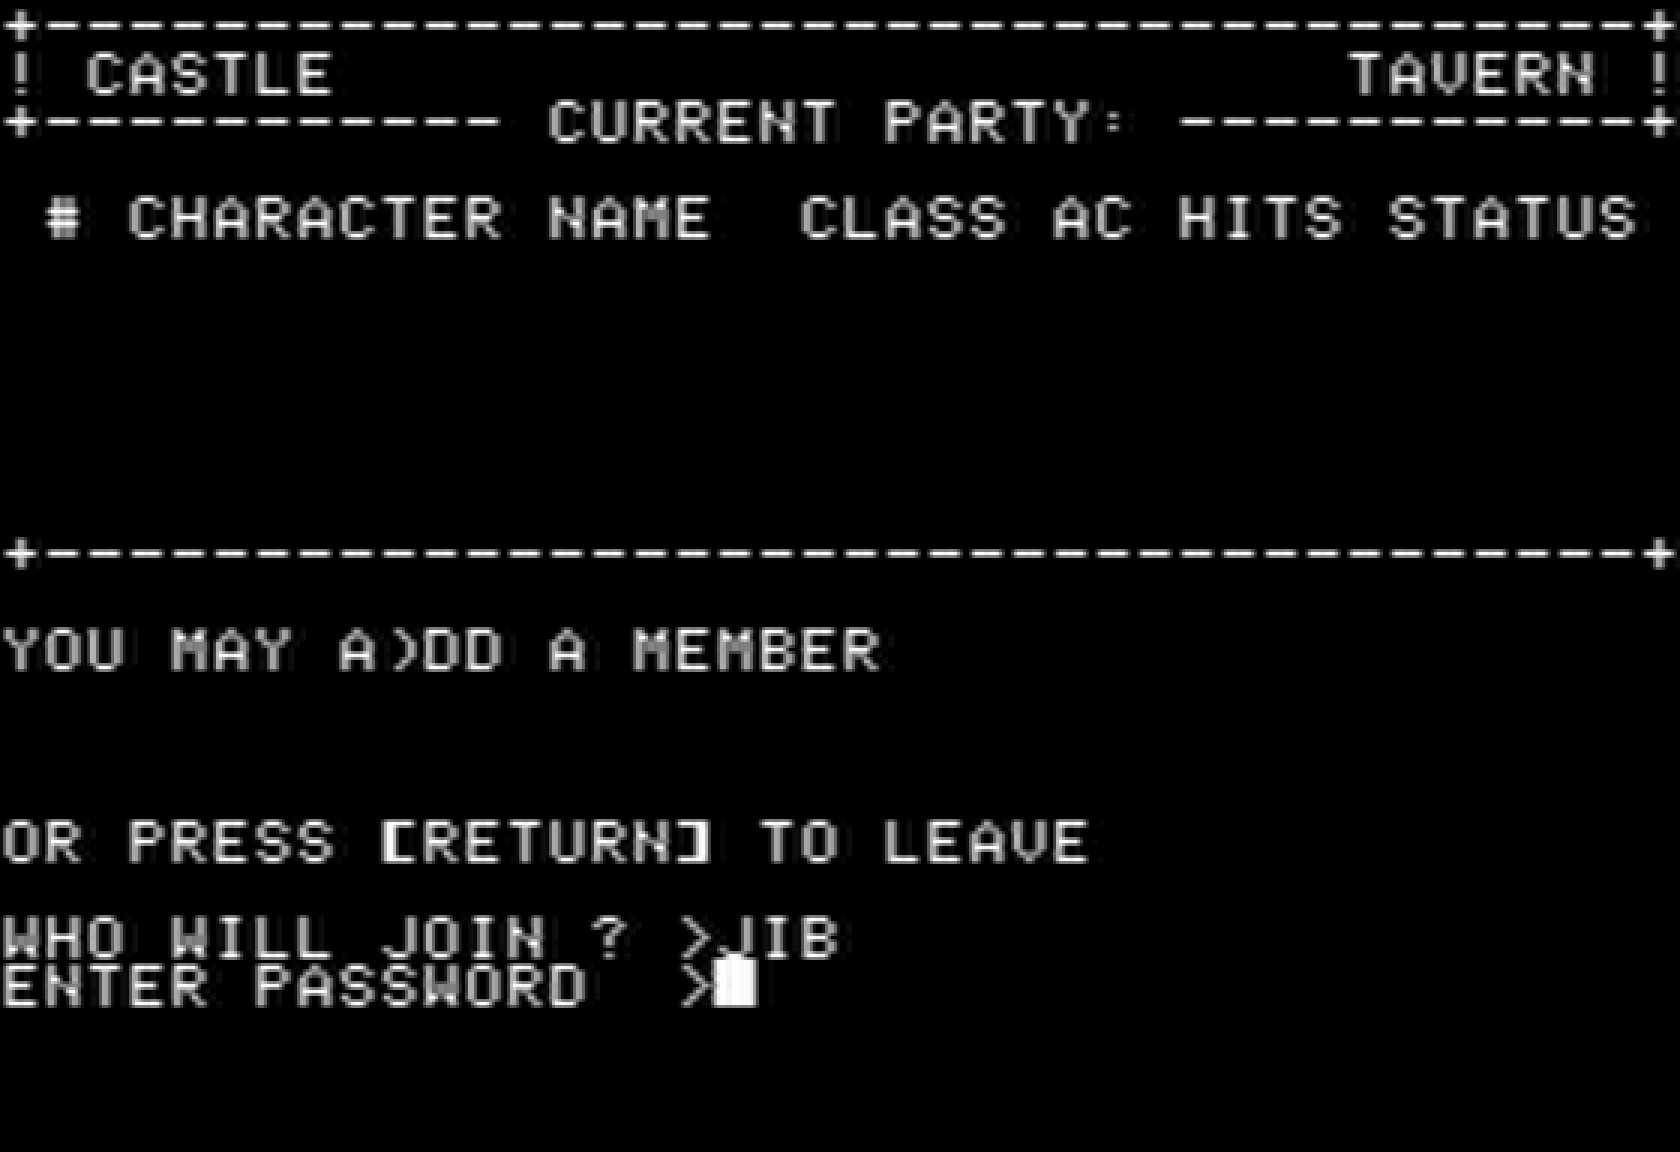 +--------------------------------------+
! CASTLE                        TAVERN !
+----------- CURRENT PARTY: -----------+
 # CHARACTER NAME  CLASS AC HITS STATUS
+--------------------------------------+
YOU MAY A>DD A MEMBER
OR PRESS [RETURN] TO LEAVE
WHO WILL JOIN ? >JIB
ENTER PASSWORD  >